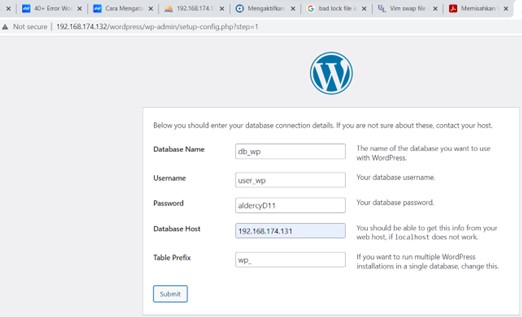 40+ Error Wo
Cara Mengat
192.168.174.1
Mengaktifkan
bad lock file
Vim swap file
Memisahkan
Not secure | 192.168.174.132/wordpress/wp-admin/setup-config.php?step=1
Below you should enter your database connection details. If you are not sure about these, contact your host.
Database Name
db_wp
The name of the database you want to use
with WordPress.
Username
user_wp
Your database username.
Password
aldercyD11
Your database password.
Database Host
192.168.174.131
You should be able to get this info from your
web host, if localhost does not work.
Table Prefix
wp_
If you want to run multiple WordPress
installations in a single database, change this.
Submit